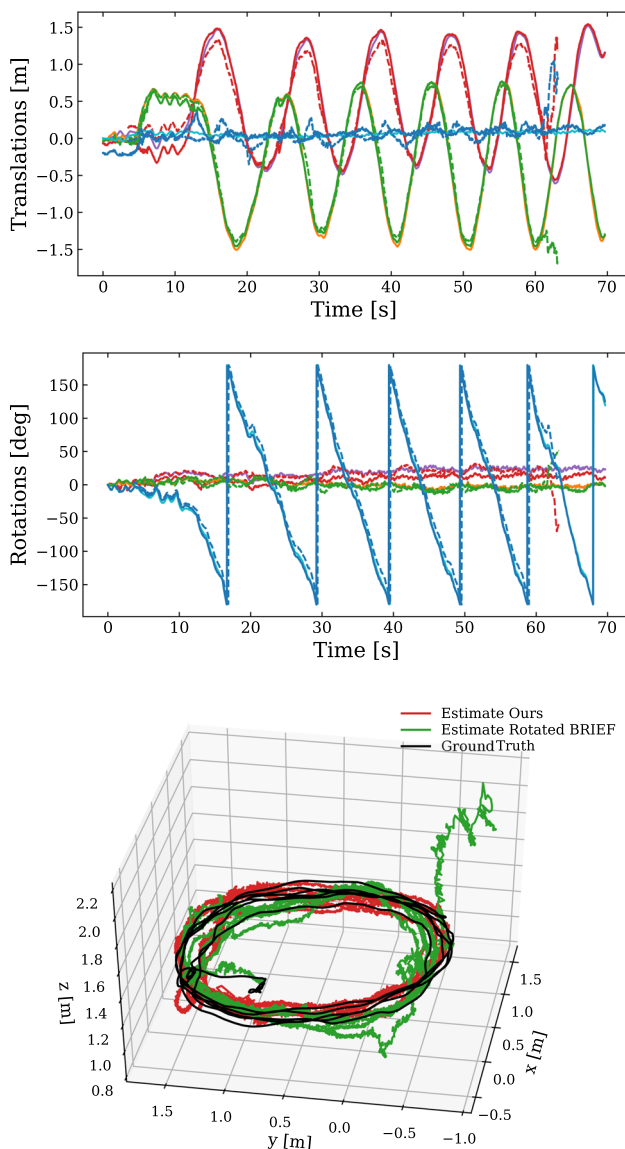 1.5
1.0
0.5
0.0
−0.5
−1.0
−1.5
Translations [m]
0 10 20 30 40 50 60 70
Time [s]
150
100
50
0
−50
−100
−150
Rotations [deg]
0 10 20 30 40 50 60 70
Time [s]
Estimate Ours
Estimate Rotated BRIEF
GroundTruth
2.2
2.0
1.8
1.6
1.4
1.2
1.0
0.8
z [m]
1.5
1.0
0.5
0.0
−0.5
x [m]
1.5 1.0 0.5 0.0 −0.5 −1.0
y [m]